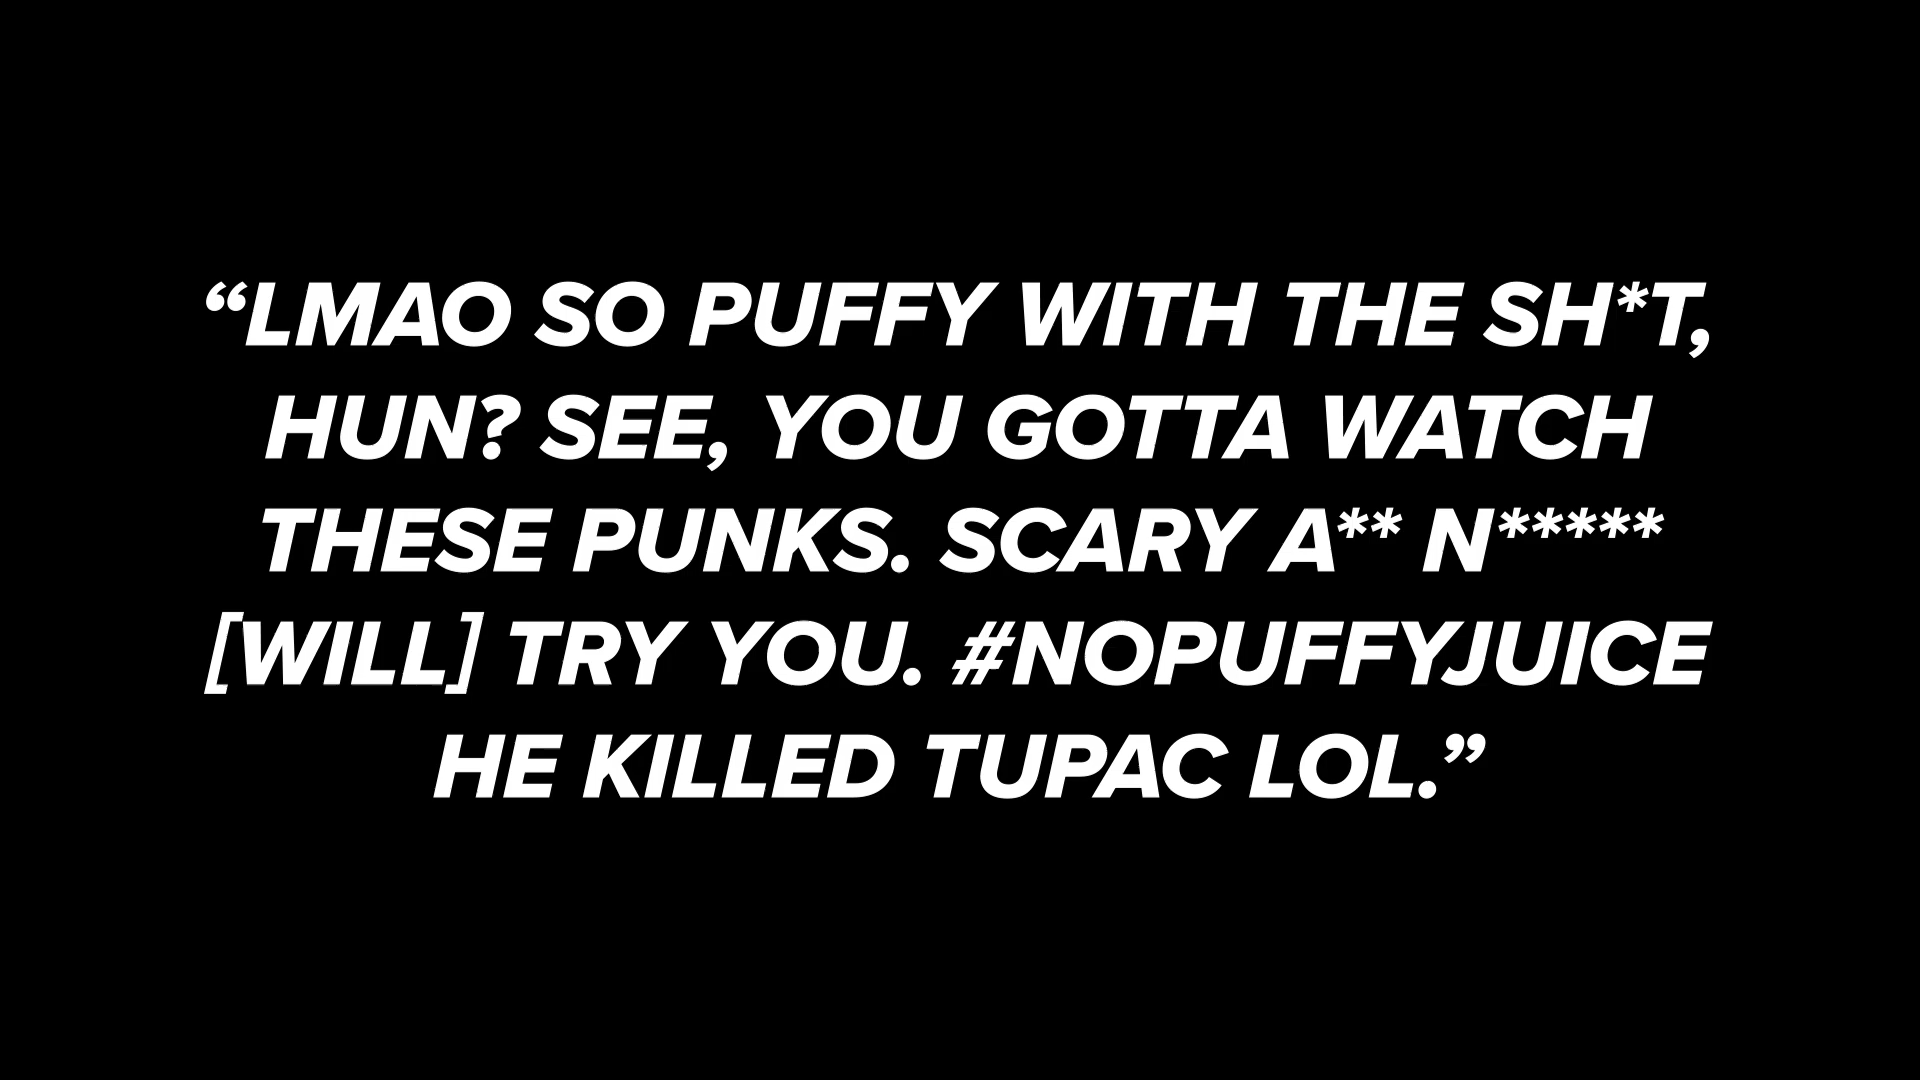 “LMAO SO PUFFY WITH THE SH*T,
HUN? SEE, YOU GOTTA WATCH
THESE PUNKS. SCARY A** N*****
[WILL] TRY YOU. #NOPUFFYJUICE
HE KILLED TUPAC LOL.”